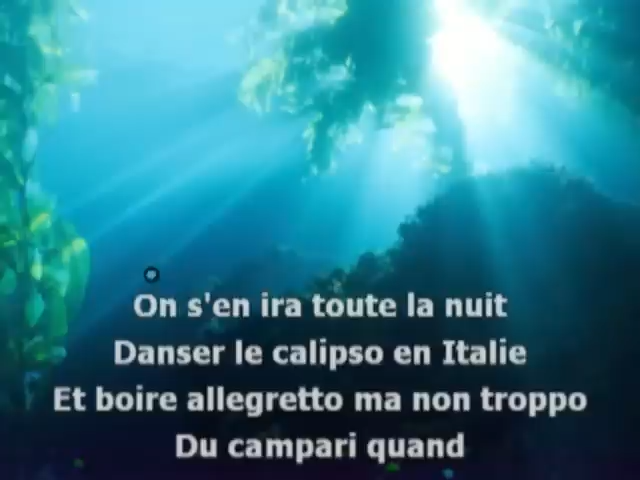 On s'en ira toute la nuit
Danser le calipso en Italie
Et boire allegretto ma non troppo
Du campari quand